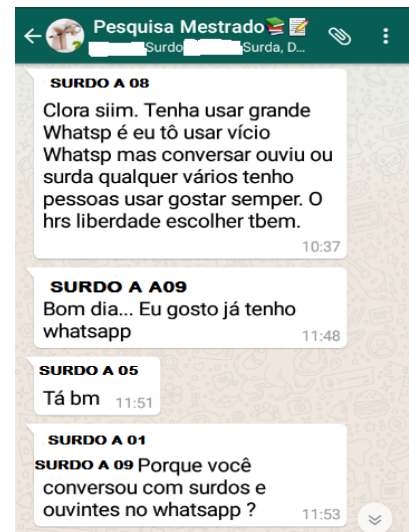 Pesquisa Mestrado
Surdo Surda, D...
SURDO A 08
Clora siim. Tenha usar grande
Whatsp é eu tô usar vício
Whatsp mas conversar ouviu ou
surda qualquer vários tenho
pessoas usar gostar semper. O
hrs liberdade escolher tbem.
10:37
SURDO A A09
Bom dia... Eu gosto já tenho
whatsapp
11:48
SURDO A 05
Tá bm 11:51
SURDO A 01
SURDO A 09 Porque você
conversou com surdos e
ouvintes no whatsapp ?
11:53